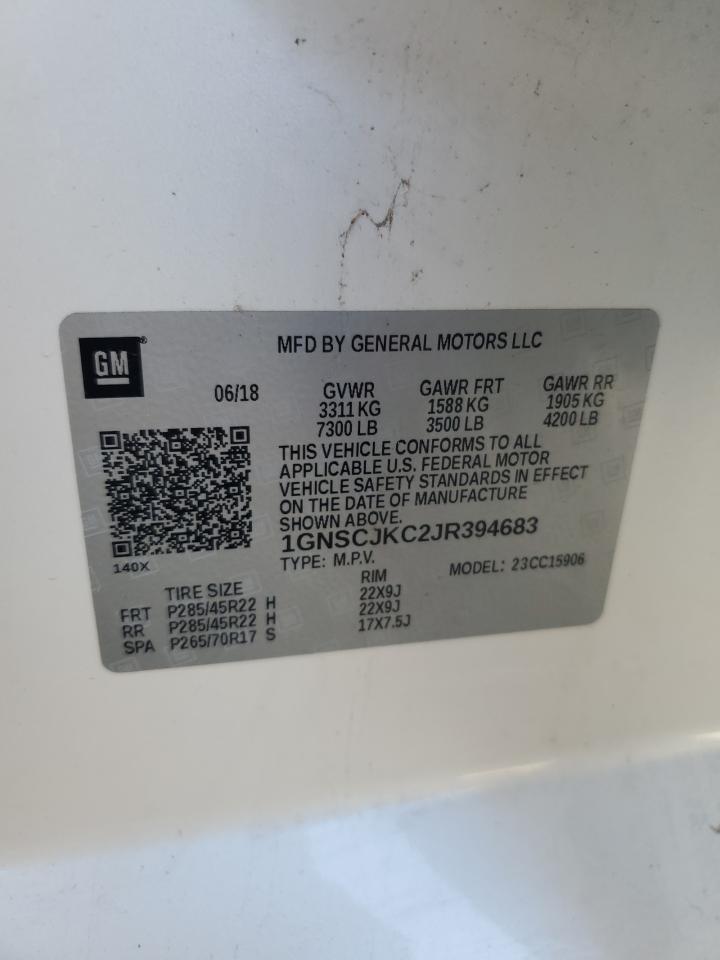 GM
MFD BY GENERAL MOTORS LLC
06/18 GVWR GAWR FRT GAWR RR
3311 KG 1588 KG 1905 KG
7300 LB 3500 LB 4200 LB
THIS VEHICLE CONFORMS TO ALL
APPLICABLE U.S. FEDERAL MOTOR
VEHICLE SAFETY STANDARDS IN EFFECT
ON THE DATE OF MANUFACTURE
SHOWN ABOVE.
1GNSCJKC2JR394683
140X
TYPE: M.P.V. MODEL: 23CC15906
TIRE SIZE RIM
FRT P285/45R22 H 22X9J
RR P285/45R22 H 22X9J
SPA P265/70R17 S 17X7.5J